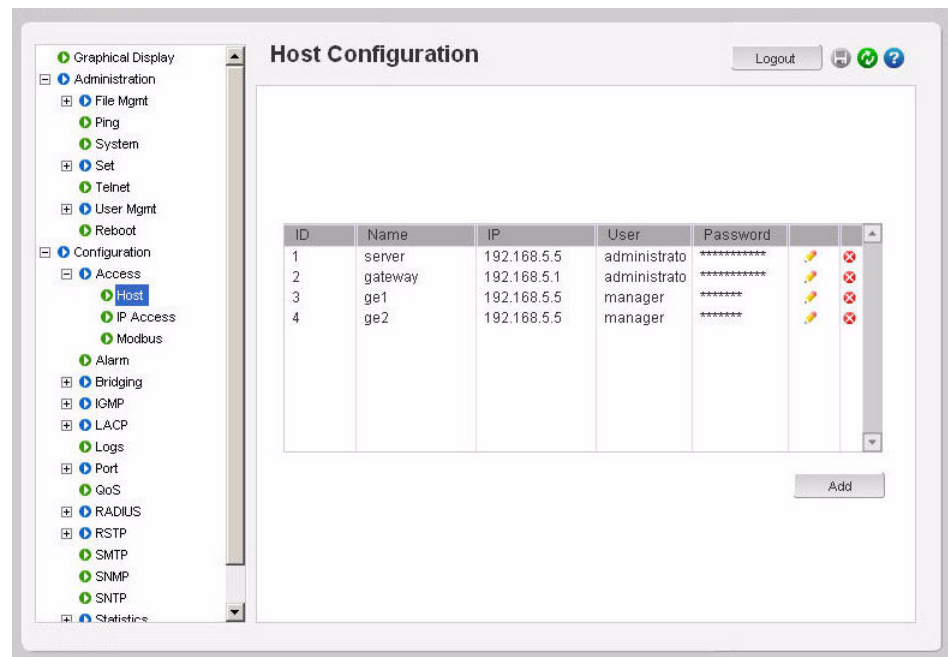 Host Configuration
Logout
Graphical Display
Administration
File Mgmt
Ping
System
Set
Telnet
User Mgmt
Reboot
Configuration
Access
Host
IP Access
Modbus
Alarm
Bridging
IGMP
LACP
Logs
Port
QoS
RADIUS
RSTP
SMTP
SNMP
SNTP
Statistics
ID Name IP User Password
1 server 192.168.5.5 administrato ***********
2 gateway 192.168.5.1 administrato ***********
3 ge1 192.168.5.5 manager *******
4 ge2 192.168.5.5 manager *******
Add